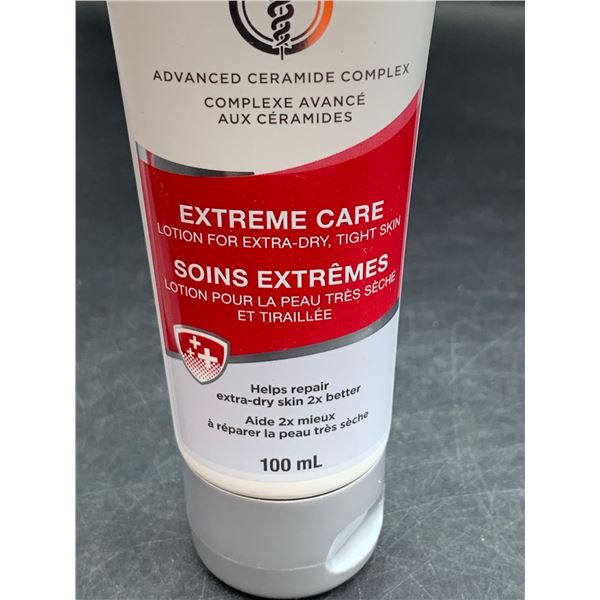 ADVANCED CERAMIDE COMPLEX
COMPLEXE AVANCÉ
AUX CÉRAMIDES
EXTREME CARE
LOTION FOR EXTRA-DRY, TIGHT SKIN
SOINS EXTRÊMES
LOTION POUR LA PEAU TRÈS SÈCHE
ET TIRAILLÉE
Helps repair
extra-dry skin 2x better
Aide 2x mieux
à réparer la peau très sèche
100 mL